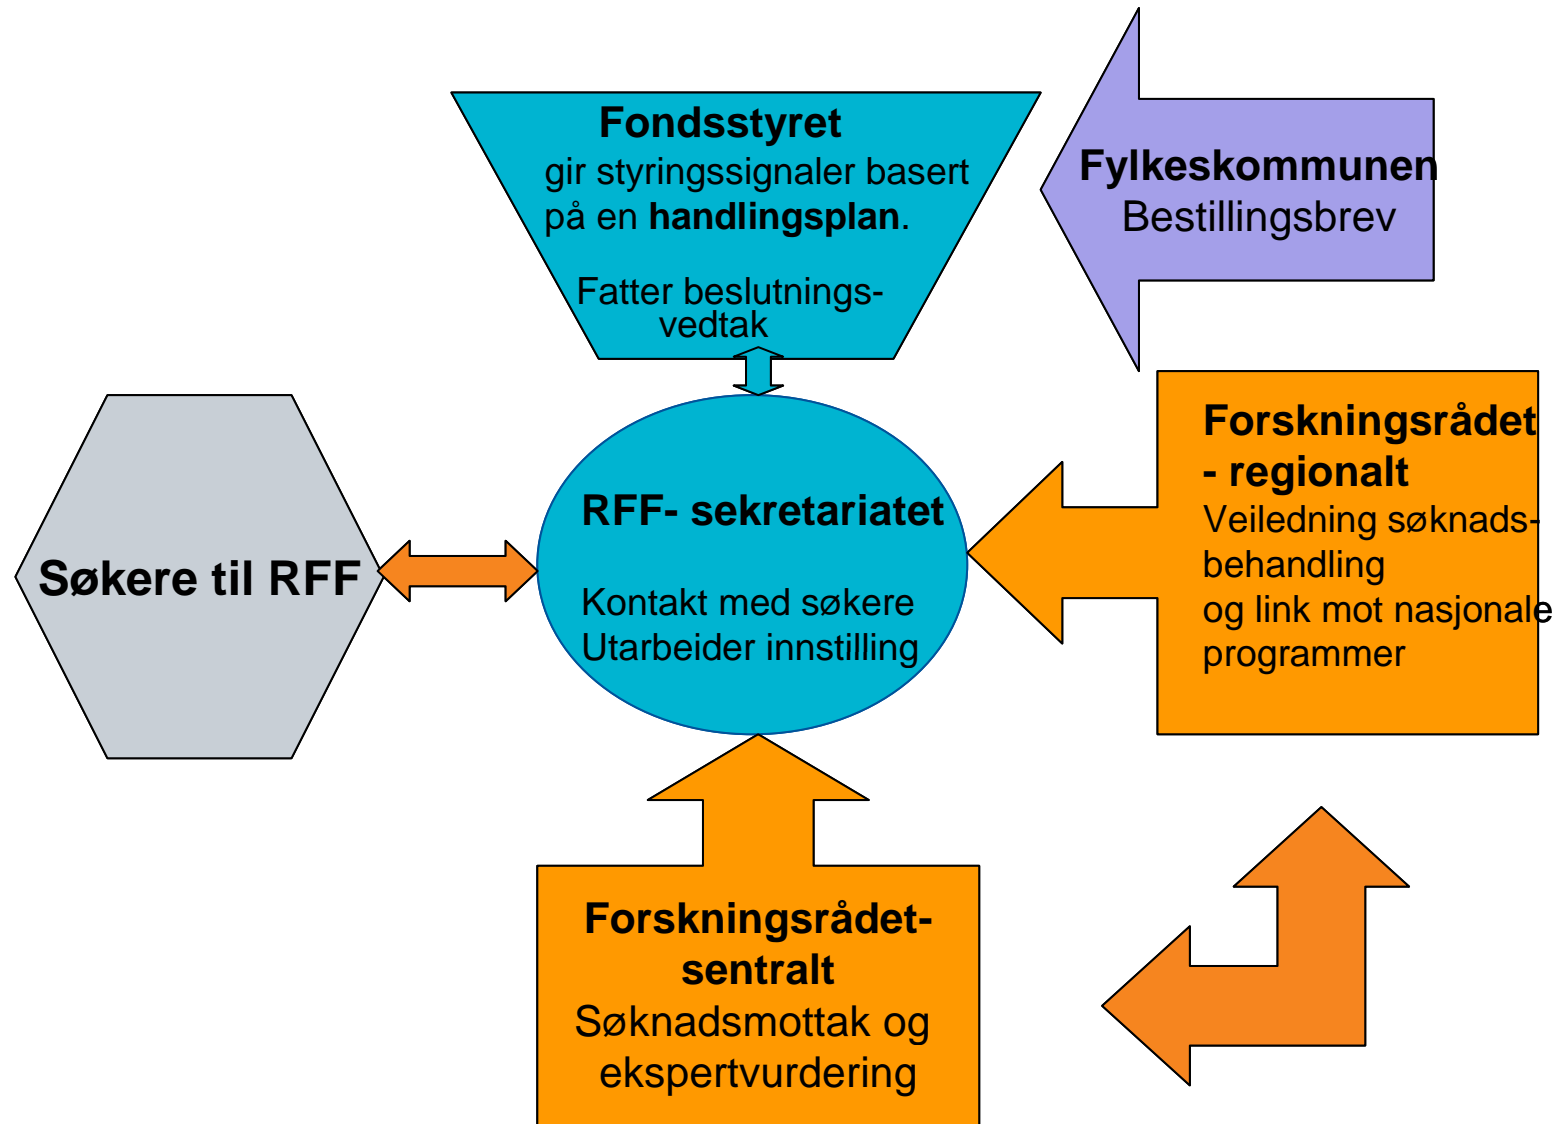 Fondsstyret
gir styringssignaler basert
på en handlingsplan.
Fatter beslutnings-
vedtak
Fylkeskommunen
Bestillingsbrev
Søkere til RFF
RFF- sekretariatet
Kontakt med søkere
Utarbeider innstilling
Forskningsrådet
- regionalt
Veiledning søknads-
behandling
og link mot nasjonale
programmer
Forskningsrådet-
sentralt
Søknadsmottak og
ekspertvurdering